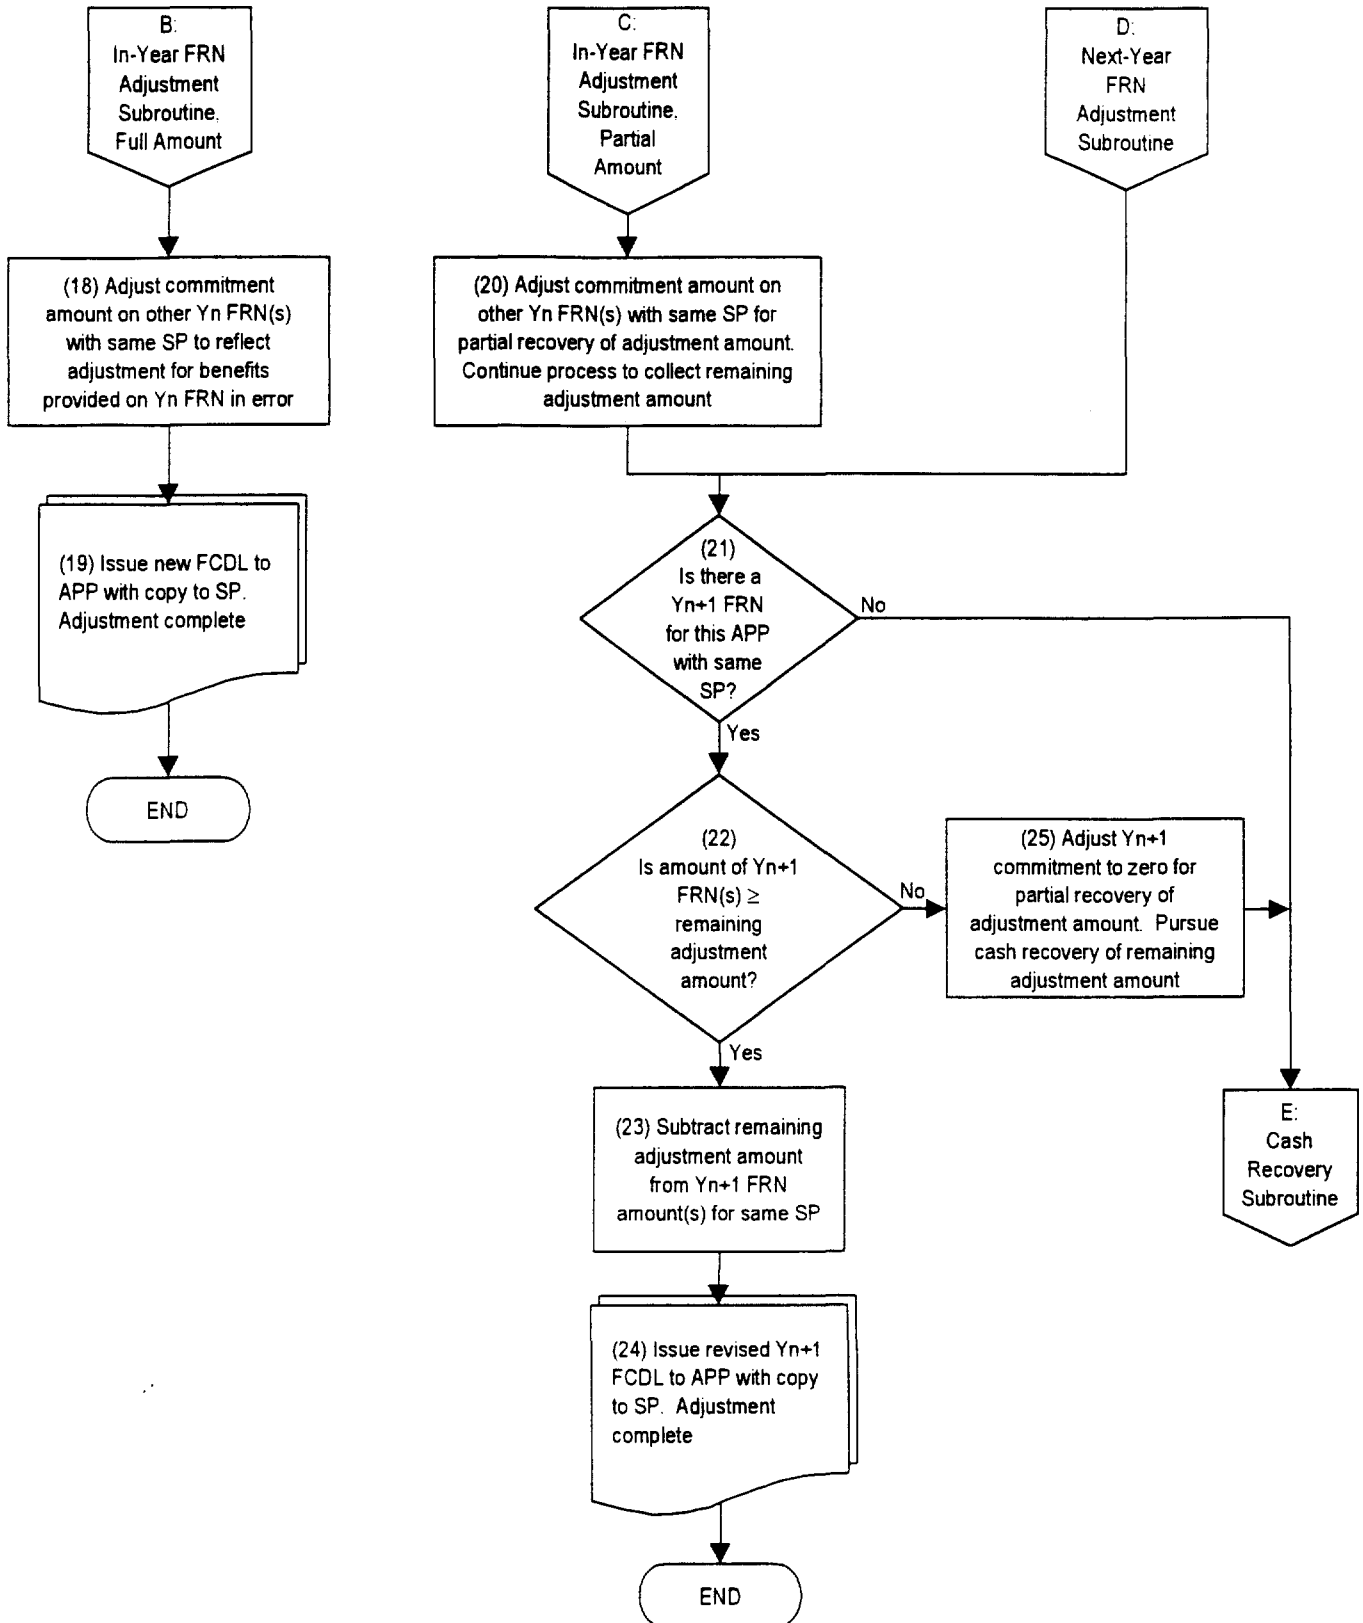 B:
In-Year FRN
Adjustment
Subroutine,
Full Amount
C:
In-Year FRN
Adjustment
Subroutine,
Partial
Amount
D:
Next-Year
FRN
Adjustment
Subroutine
(18) Adjust commitment
amount on other Yn FRN(s)
with same SP to reflect
adjustment for benefits
provided on Yn FRN in error
(20) Adjust commitment amount on
other Yn FRN(s) with same SP for
partial recovery of adjustment amount.
Continue process to collect remaining
adjustment amount
(19) Issue new FCDL to
APP with copy to SP.
Adjustment complete
END
(21)
Is there a
Yn+1 FRN
for this APP
with same
SP?
No
Yes
(22)
Is amount of Yn+1
FRN(s) ≥
remaining
adjustment
amount?
No
Yes
(25) Adjust Yn+1
commitment to zero for
partial recovery of
adjustment amount. Pursue
cash recovery of remaining
adjustment amount
(23) Subtract remaining
adjustment amount
from Yn+1 FRN
amount(s) for same SP
E:
Cash
Recovery
Subroutine
(24) Issue revised Yn+1
FCDL to APP with copy
to SP. Adjustment
complete
END